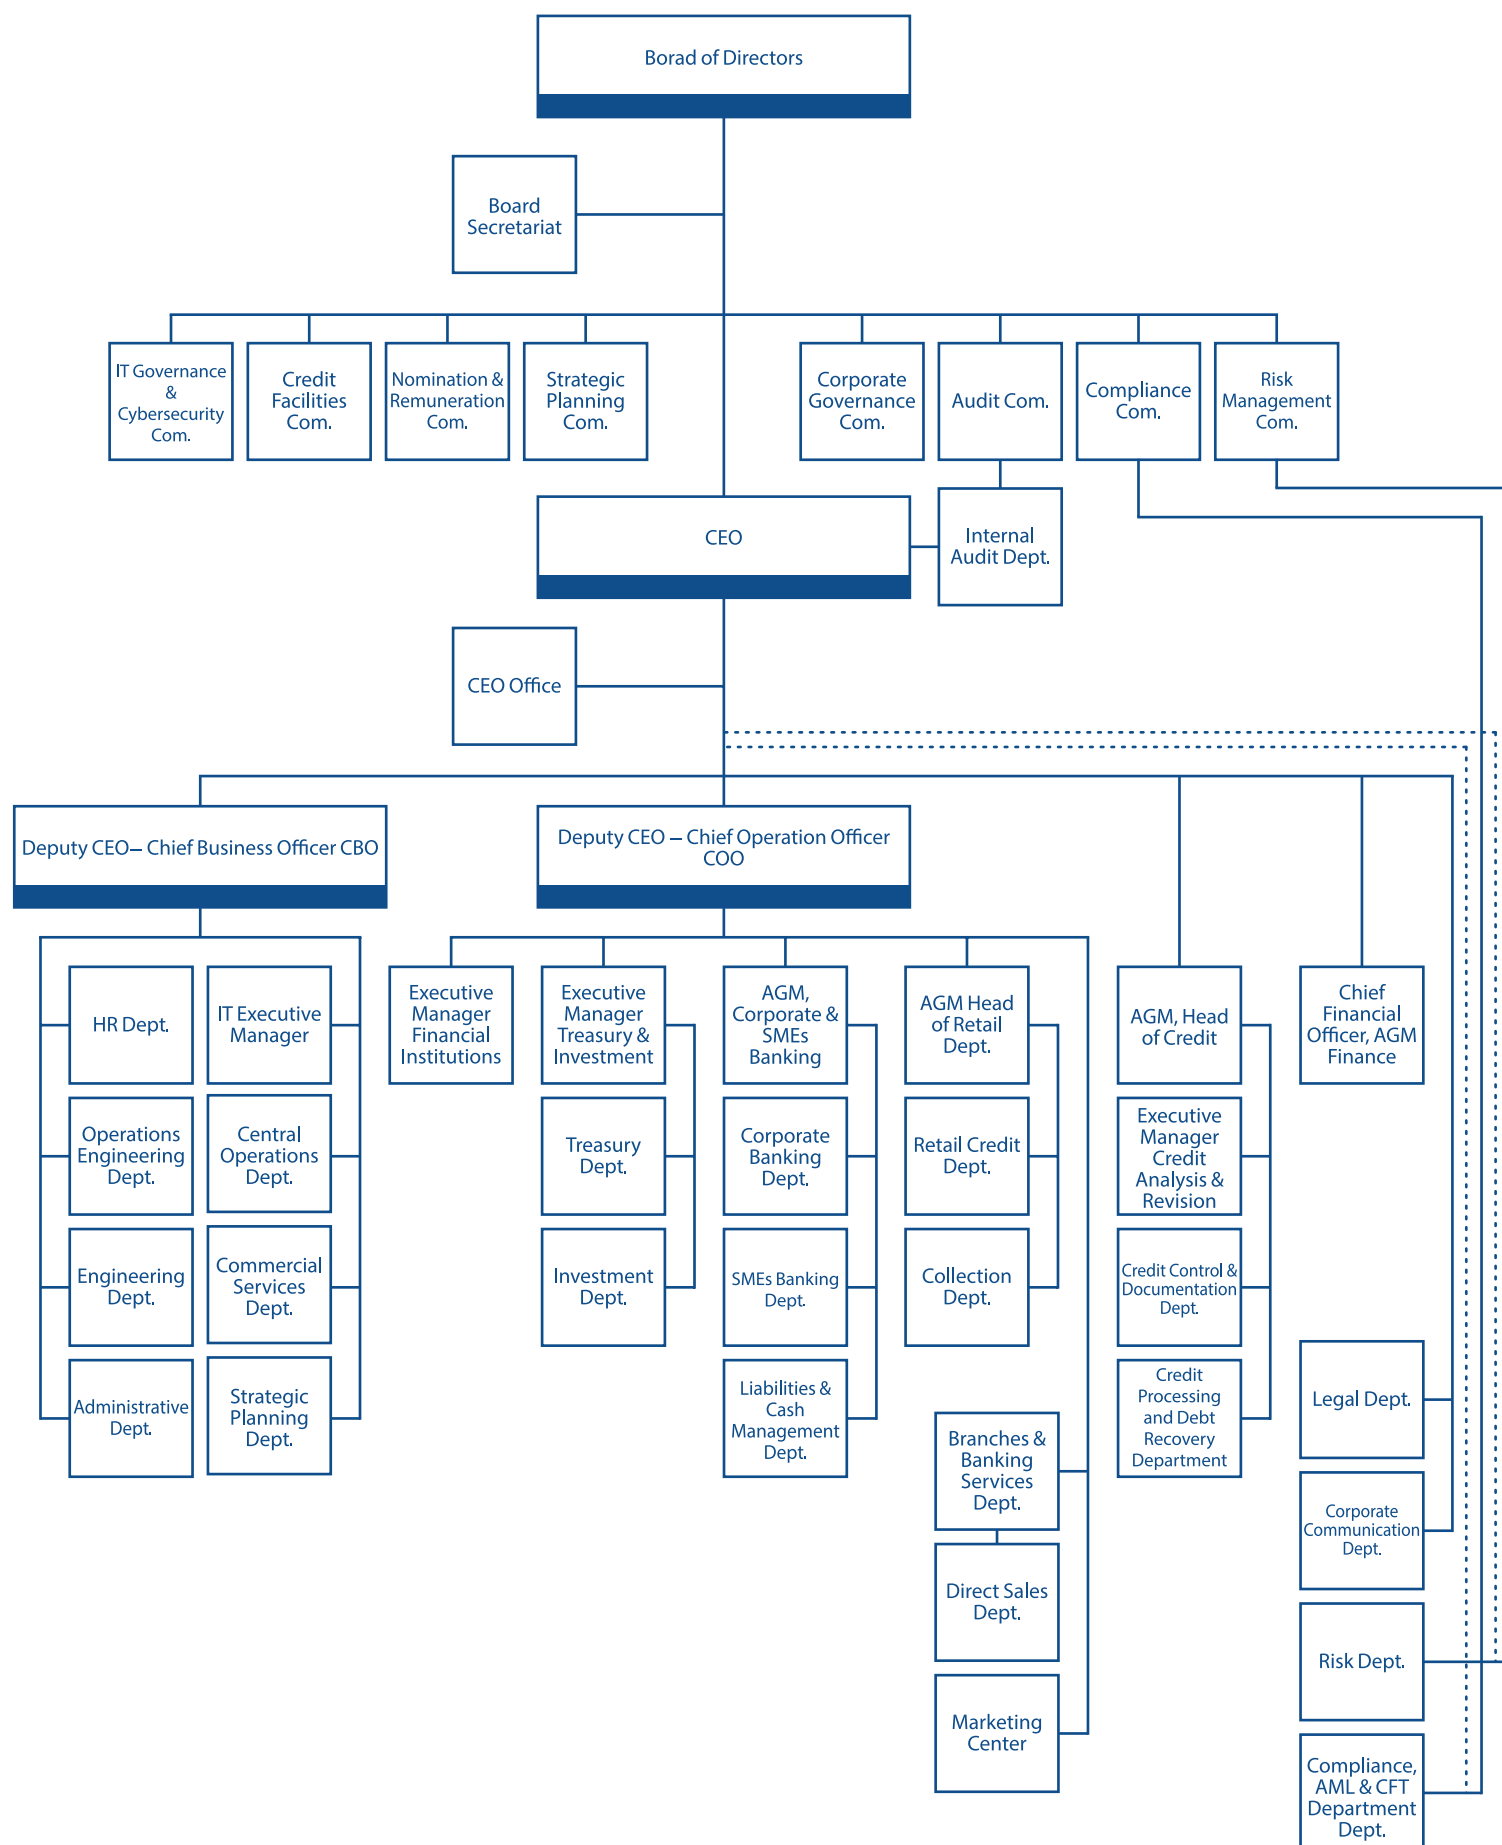 Borad of Directors
Board
Secretariat
IT Governance
&
Cybersecurity
Com.
Credit
Facilities
Com.
Nomination &
Remuneration
Com.
Strategic
Planning
Com.
Corporate
Governance
Com.
Audit Com.
Compliance
Com.
Risk
Management
Com.
CEO
Internal
Audit Dept.
CEO Office
Deputy CEO– Chief Business Officer CBO
Deputy CEO – Chief Operation Officer
COO
HR Dept.
IT Executive
Manager
Executive
Manager
Financial
Institutions
Executive
Manager
Treasury &
Investment
AGM,
Corporate &
SMEs
Banking
AGM Head
of Retail
Dept.
AGM, Head
of Credit
Chief
Financial
Officer, AGM
Finance
Operations
Engineering
Dept.
Central
Operations
Dept.
Treasury
Dept.
Corporate
Banking
Dept.
Retail Credit
Dept.
Executive
Manager
Credit
Analysis &
Revision
Engineering
Dept.
Commercial
Services
Dept.
Investment
Dept.
SMEs Banking
Dept.
Collection
Dept.
Credit Control &
Documentation
Dept.
Administrative
Dept.
Strategic
Planning
Dept.
Liabilities &
Cash
Management
Dept.
Branches &
Banking
Services
Dept.
Credit
Processing
and Debt
Recovery
Department
Legal Dept.
Corporate
Communication
Dept.
Direct Sales
Dept.
Risk Dept.
Marketing
Center
Compliance,
AML & CFT
Department
Dept.